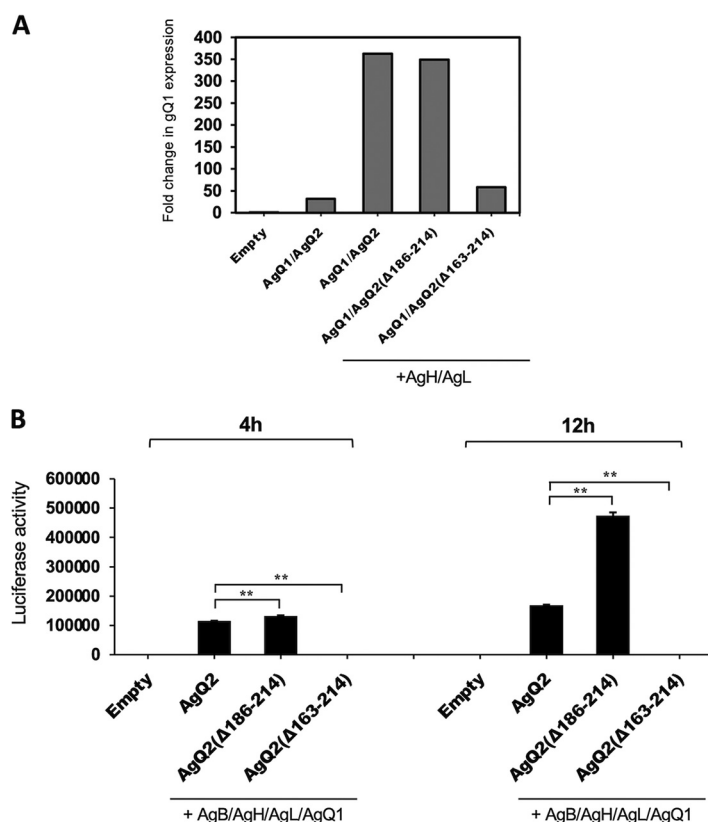 A
Fold change in gQ1 expression
400
350
300
250
200
150
100
50
0
Empty
AgQ1/AgQ2
AgQ1/AgQ2
AgQ1/AgQ2(Δ186-214)
AgQ1/AgQ2(Δ163-214)
+AgH/AgL
B
4h
12h
Luciferase activity
600000
500000
400000
300000
200000
100000
0
**
**
**
**
Empty
AgQ2
AgQ2(Δ186-214)
AgQ2(Δ163-214)
Empty
AgQ2
AgQ2(Δ186-214)
AgQ2(Δ163-214)
+ AgB/AgH/AgL/AgQ1
+ AgB/AgH/AgL/AgQ1